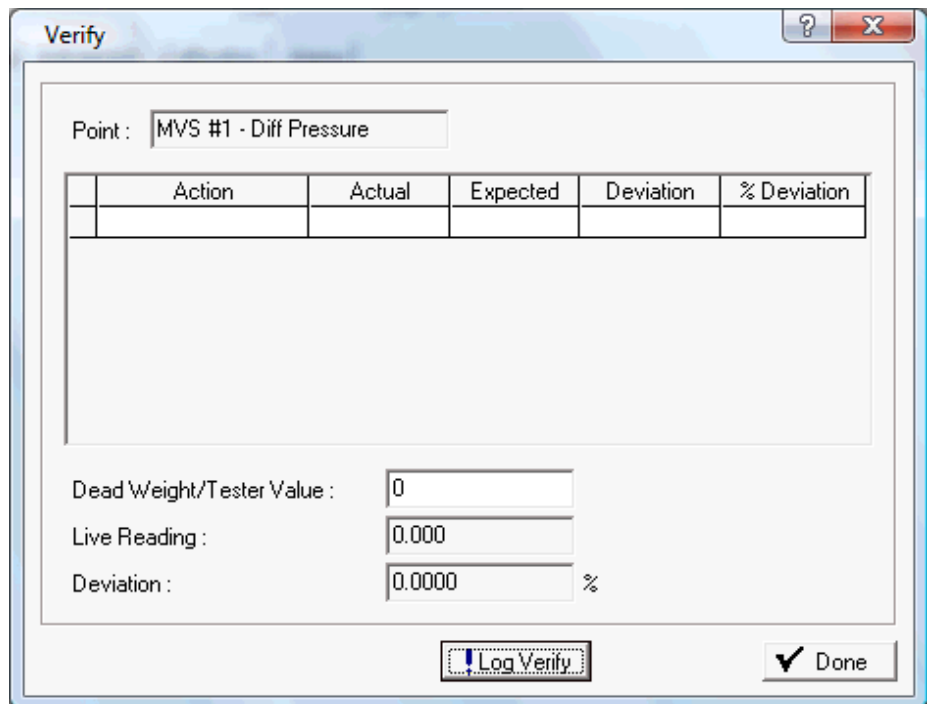 Verify
Point : MVS #1 - Diff Pressure
Action Actual Expected Deviation % Deviation
Dead Weight/Tester Value : 0
Live Reading : 0.000
Deviation : 0.0000 %
! Log Verify
Done